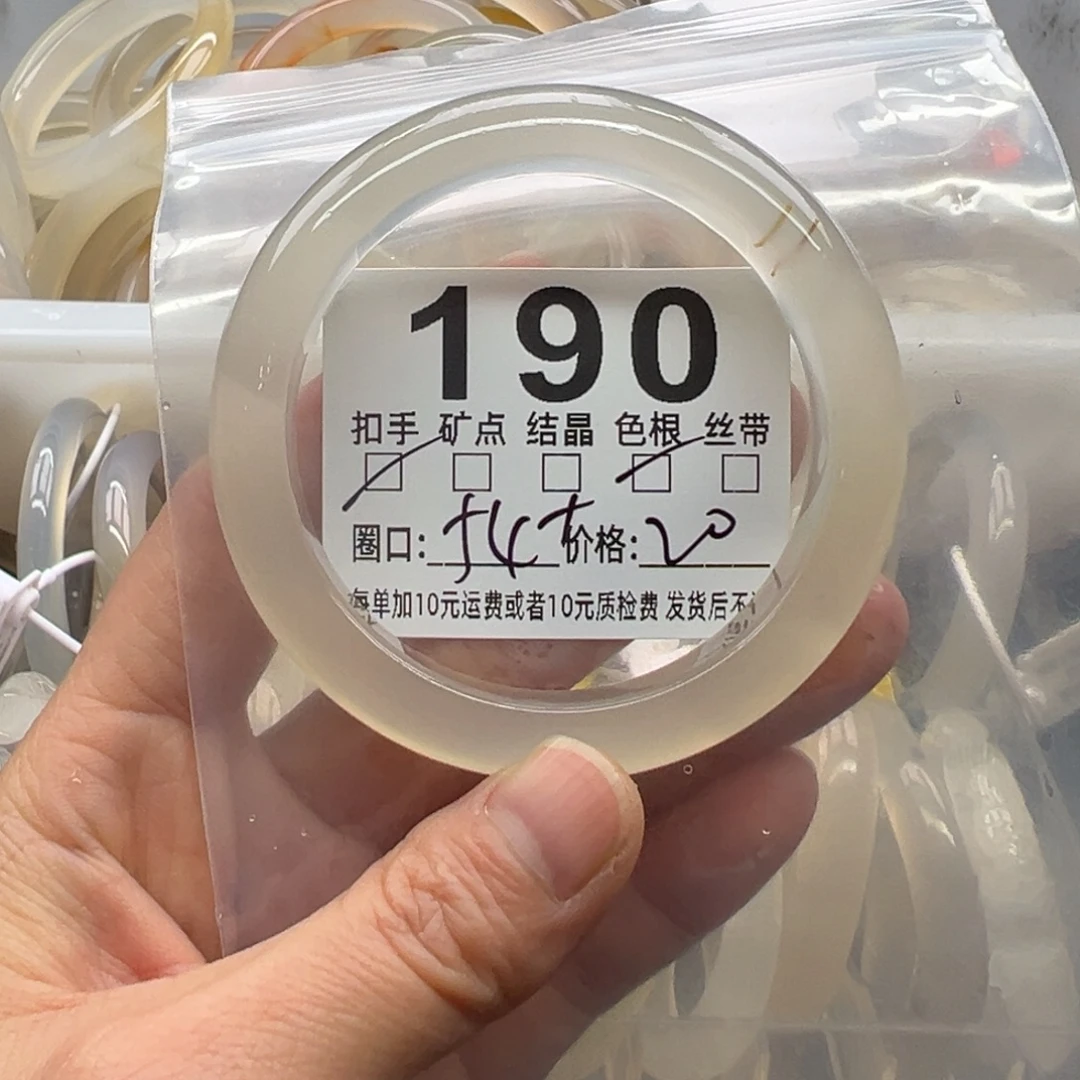 190
扣手 矿点 结晶 色根 丝带
圈口: 54+ 价格: 20
每单加10元运费或者10元质检费 发货后不